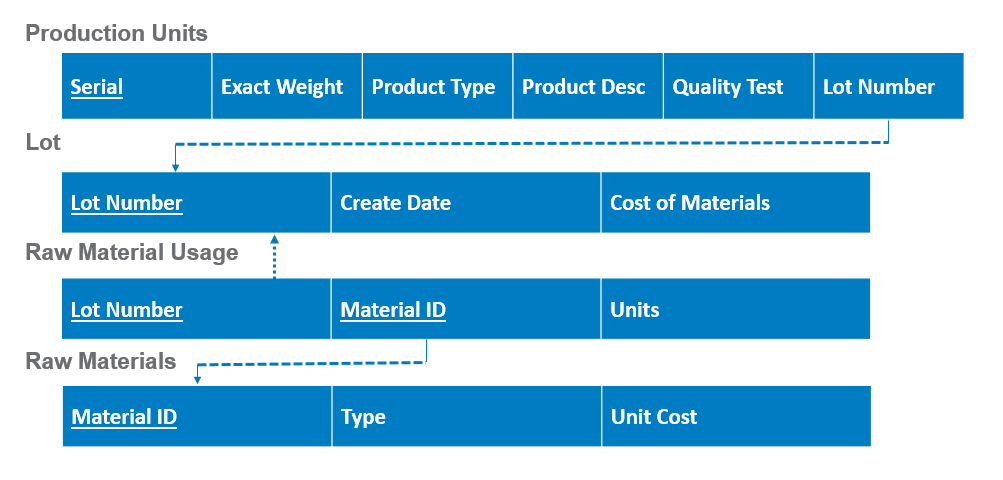 Production Units
Serial Exact Weight Product Type Product Desc Quality Test Lot Number
Lot
Lot Number Create Date Cost of Materials
Raw Material Usage
Lot Number Material ID Units
Raw Materials
Material ID Type Unit Cost